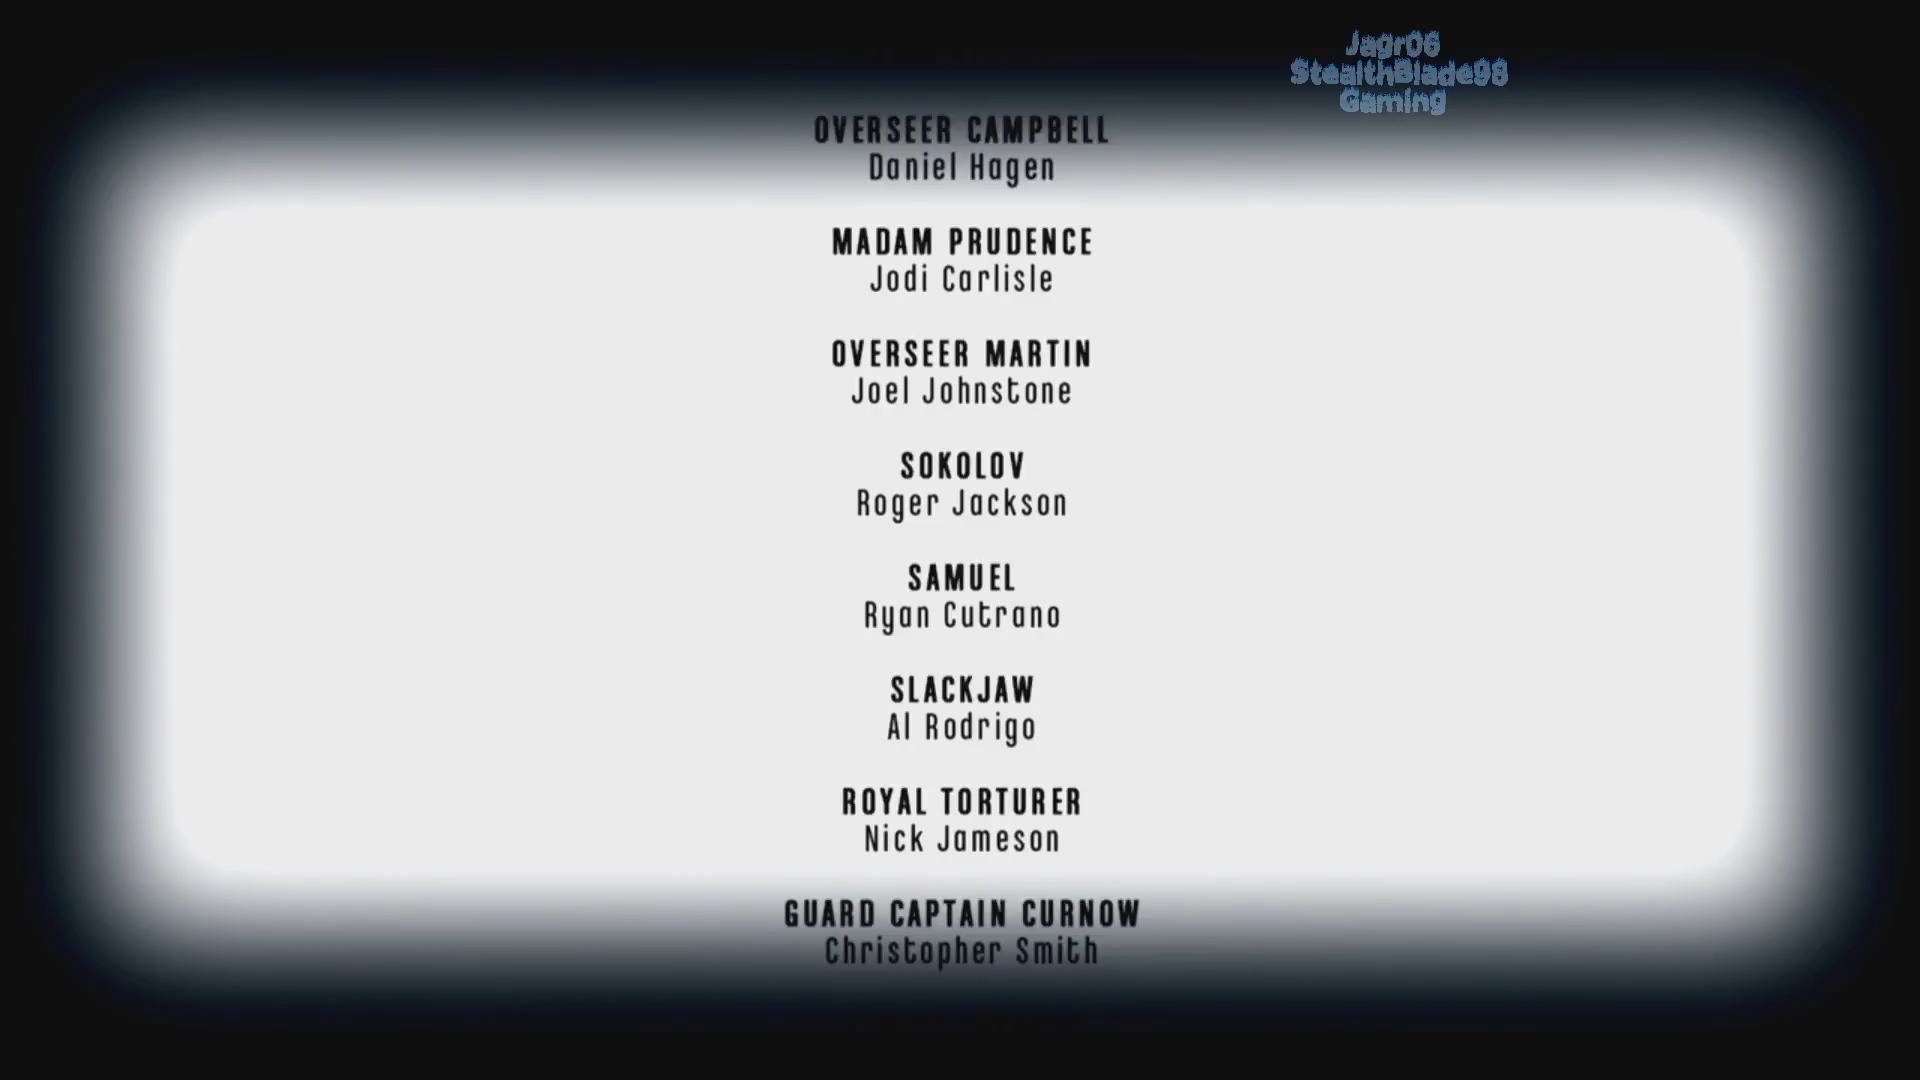 Jagr06
StealthBlade98
Gaming
OVERSEER CAMPBELL
Daniel Hagen
MADAM PRUDENCE
Jodi Carlisle
OVERSEER MARTIN
Joel Johnstone
SOKOLOV
Roger Jackson
SAMUEL
Ryan Cutrano
SLACKJAW
Al Rodrigo
ROYAL TORTURER
Nick Jameson
GUARD CAPTAIN CURNOW
Christopher Smith